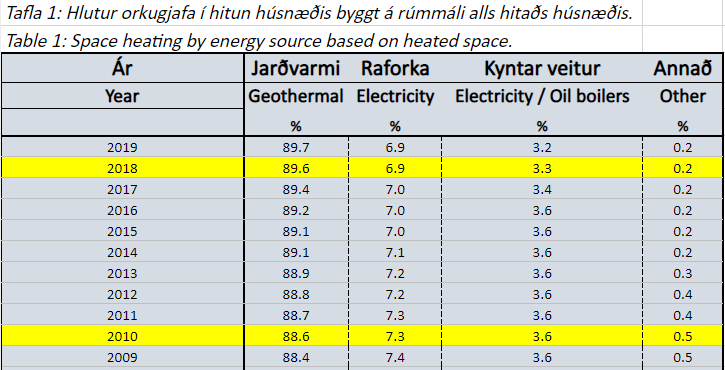 Tafla 1: Hlutur orkugjafa í hitun húsnæðis byggt á rúmmáli alls hitaðs húsnæðis.
Table 1: Space heating by energy source based on heated space.
Ár Jarðvarmi Raforka Kyntar veitur Annað
Year Geothermal Electricity Electricity / Oil boilers Other
% % % %
2019 89.7 6.9 3.2 0.2
2018 89.6 6.9 3.3 0.2
2017 89.4 7.0 3.4 0.2
2016 89.2 7.0 3.6 0.2
2015 89.1 7.0 3.6 0.2
2014 89.1 7.1 3.6 0.2
2013 88.9 7.2 3.6 0.3
2012 88.8 7.2 3.6 0.4
2011 88.7 7.3 3.6 0.4
2010 88.6 7.3 3.6 0.5
2009 88.4 7.4 3.6 0.5